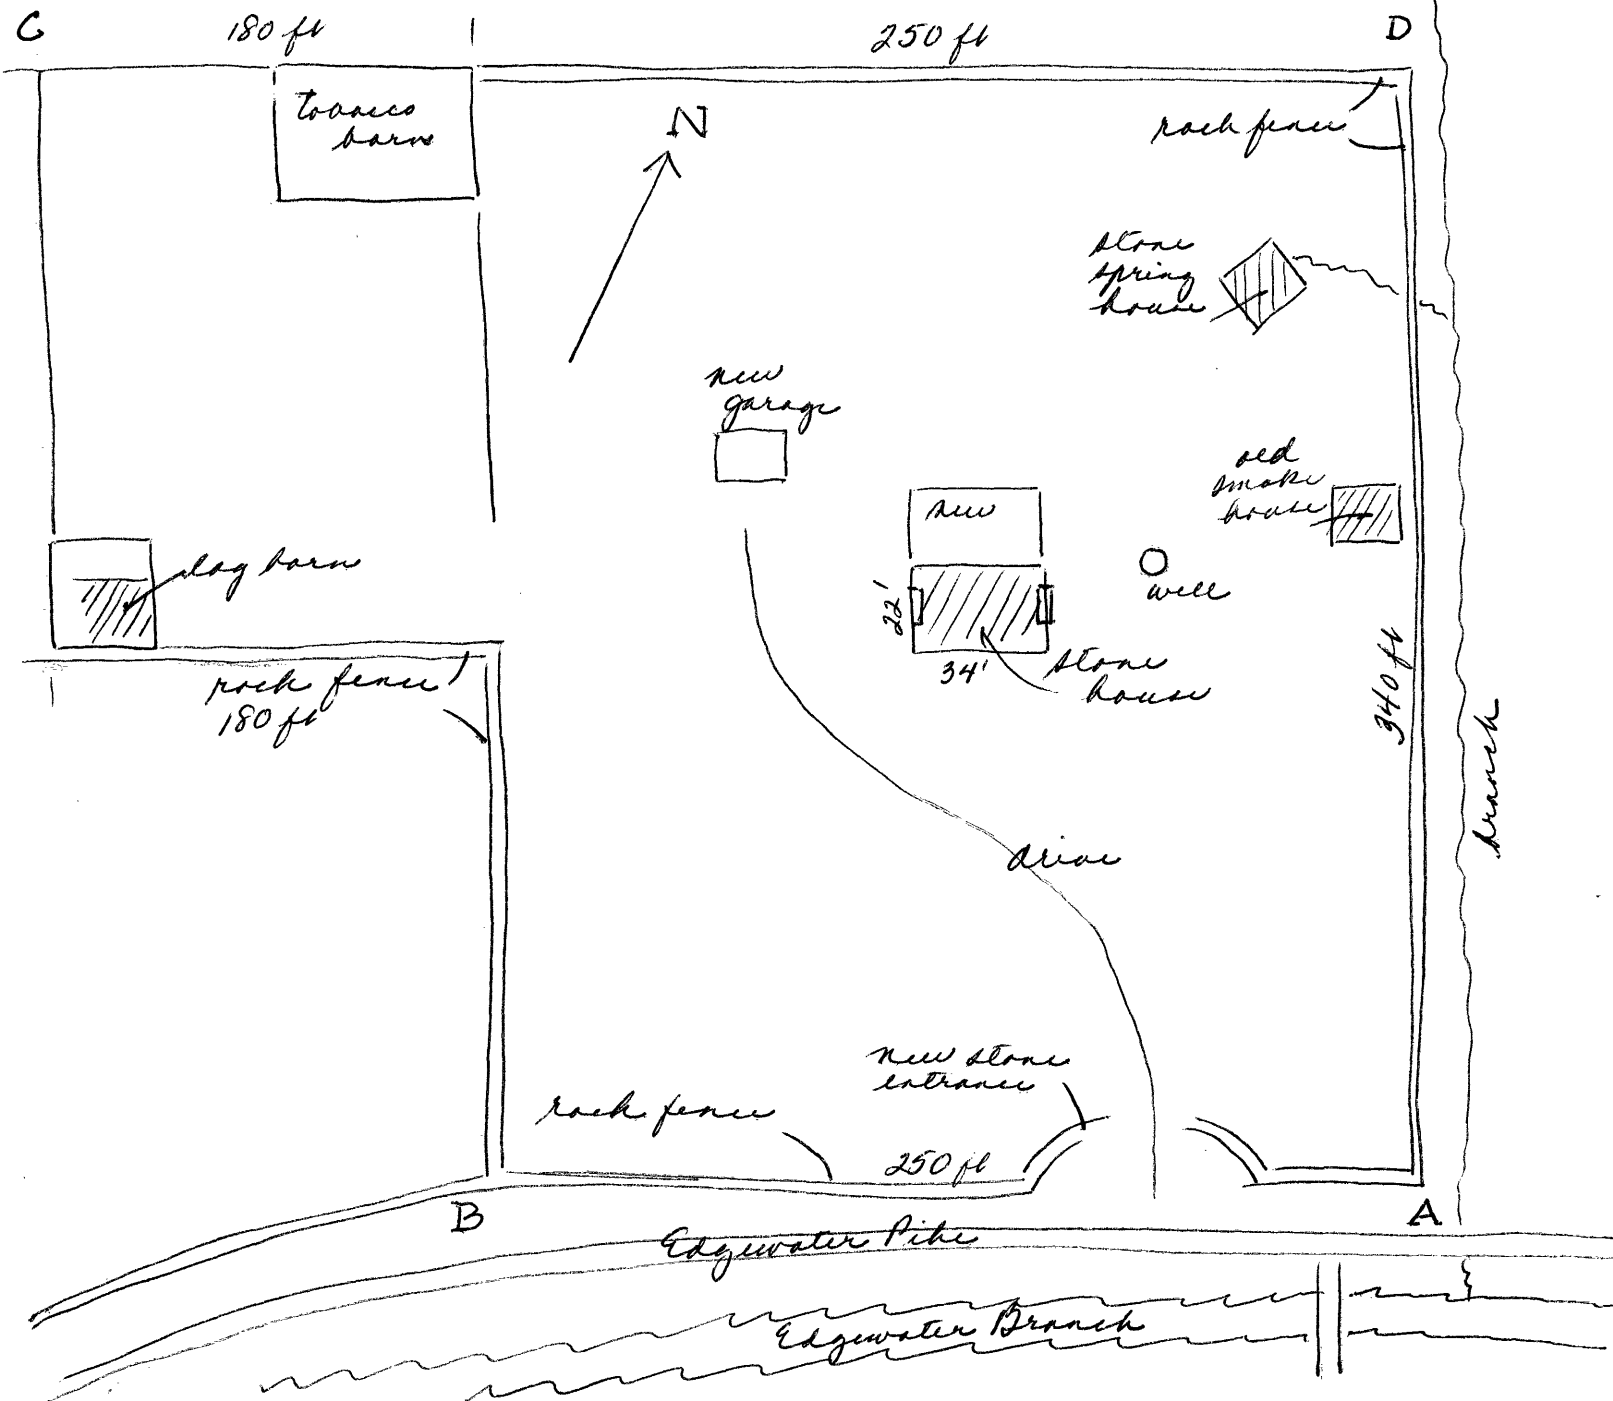 C
180 ft
250 ft
D
tobacco
barn
N
rock fence
stone
spring
house
new
garage
old
smoke
house
new
log barn
well
22'
34'
stone
house
rock fence
180 ft
340 ft
branch
drive
new stone
entrance
rock fence
250 ft
B
A
Edgewater Pike
Edgewater Branch